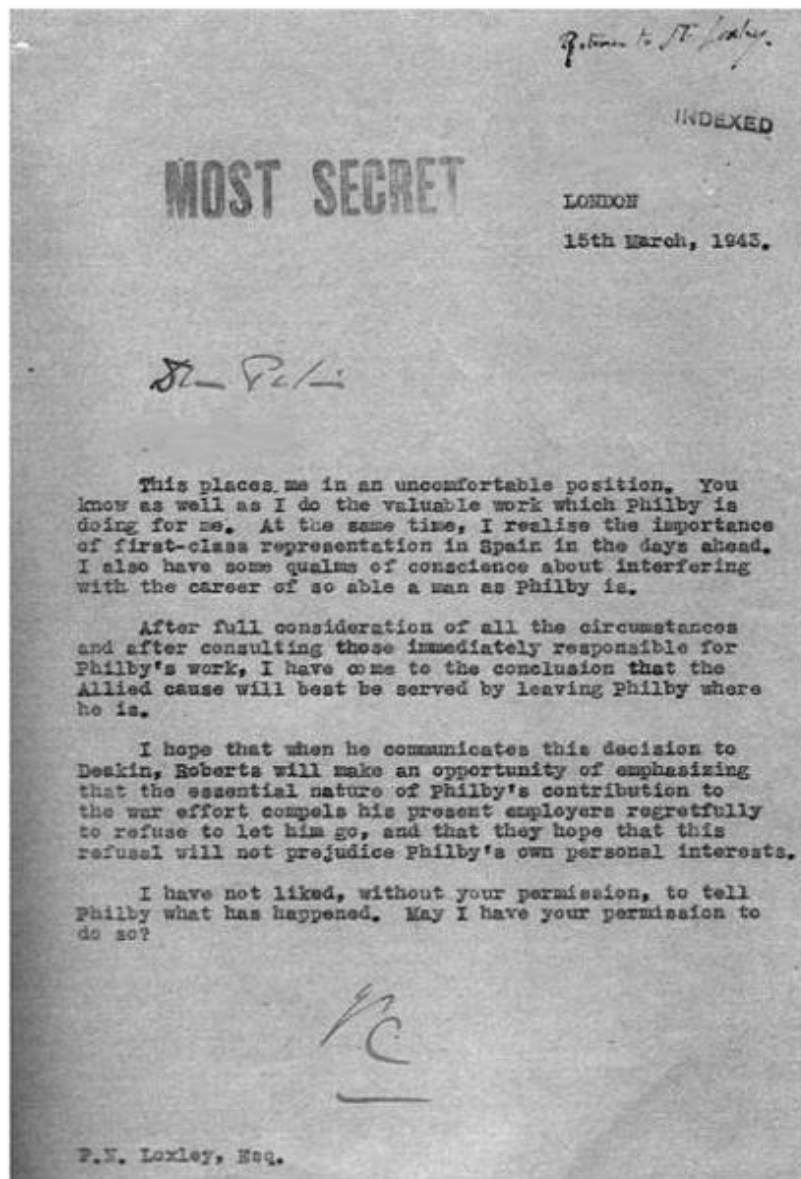 Return to Mr. Loxley.
INDEXED
MOST SECRET
LONDON
15th March, 1943.
This places me in an uncomfortable position. You
know as well as I do the valuable work which Philby is
doing for me. At the same time, I realise the importance
of first-class representation in Spain in the days ahead.
I also have some qualms of conscience about interfering
with the career of so able a man as Philby is.
After full consideration of all the circumstances
and after consulting those immediately responsible for
Philby's work, I have come to the conclusion that the
Allied cause will best be served by leaving Philby where
he is.
I hope that when he communicates this decision to
Deakin, Roberts will make an opportunity of emphasizing
that the essential nature of Philby's contribution to
the war effort compels his present employers regretfully
to refuse to let him go, and that they hope that this
refusal will not prejudice Philby's own personal interests.
I have not liked, without your permission, to tell
Philby what has happened. May I have your permission to
do so?
C
P.N. Loxley, Esq.